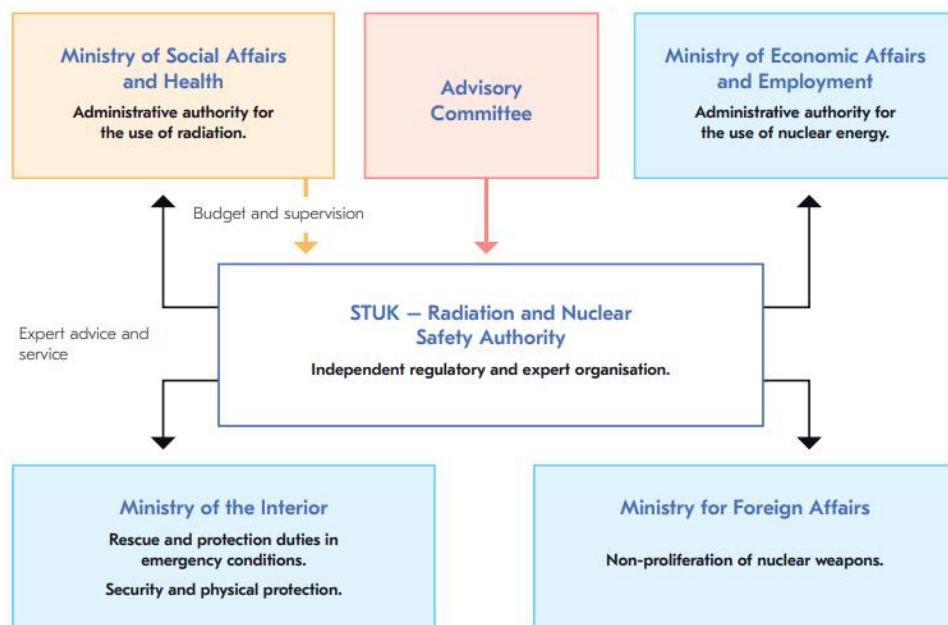 Ministry of Social Affairs
and Health
Administrative authority for
the use of radiation.
Advisory
Committee
Ministry of Economic Affairs
and Employment
Administrative authority for
the use of nuclear energy.
Budget and supervision
STUK – Radiation and Nuclear
Safety Authority
Independent regulatory and expert organisation.
Expert advice and
service
Ministry of the Interior
Rescue and protection duties in
emergency conditions.
Security and physical protection.
Ministry for Foreign Affairs
Non-proliferation of nuclear weapons.